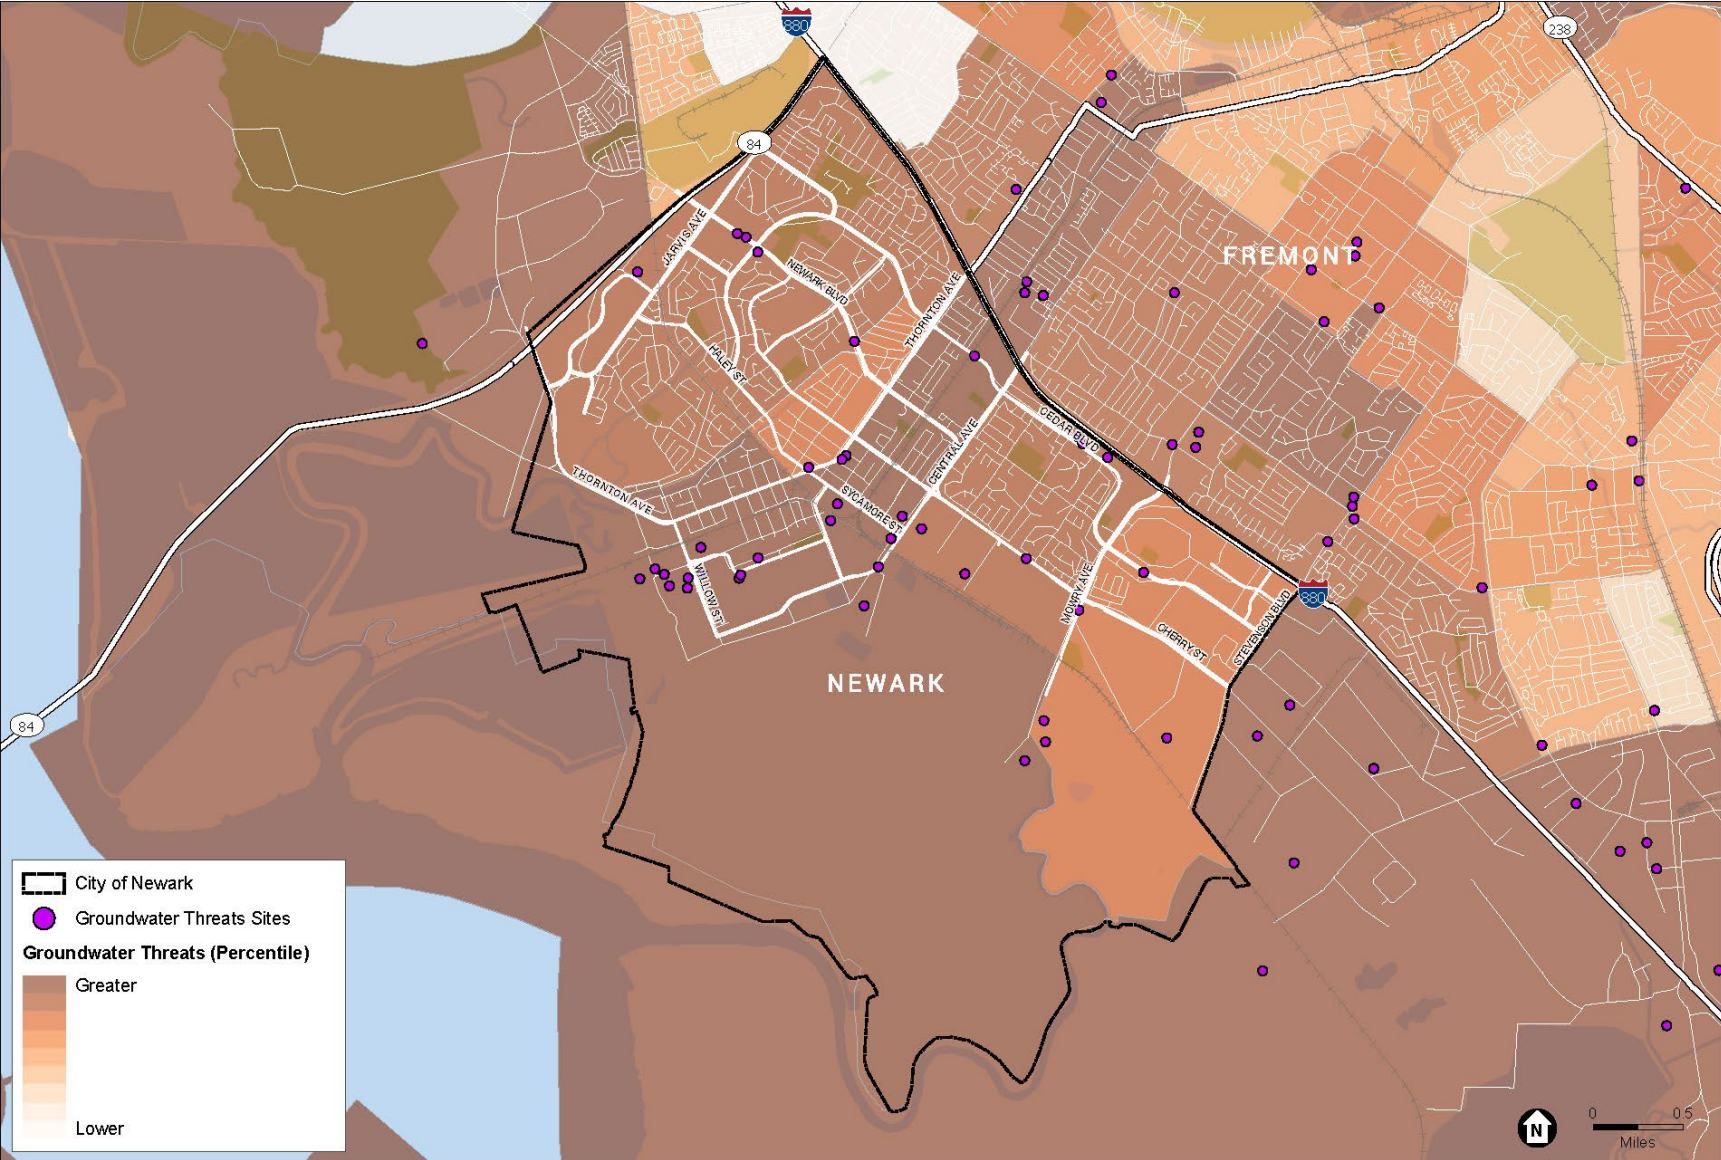 880
238
84
JARVIS AVE
NEWARK BLVD
THORNTON AVE
FREMONT
HALEY ST
CEDAR BLVD
CENTRAL AVE
THORNTON AVE
SYCAMORE ST
WILLOW ST
MOWRY AVE
CHERRY ST
STEVENSON BLVD
880
NEWARK
84
City of Newark
Groundwater Threats Sites
Groundwater Threats (Percentile)
Greater
Lower
N
0 0.5
Miles